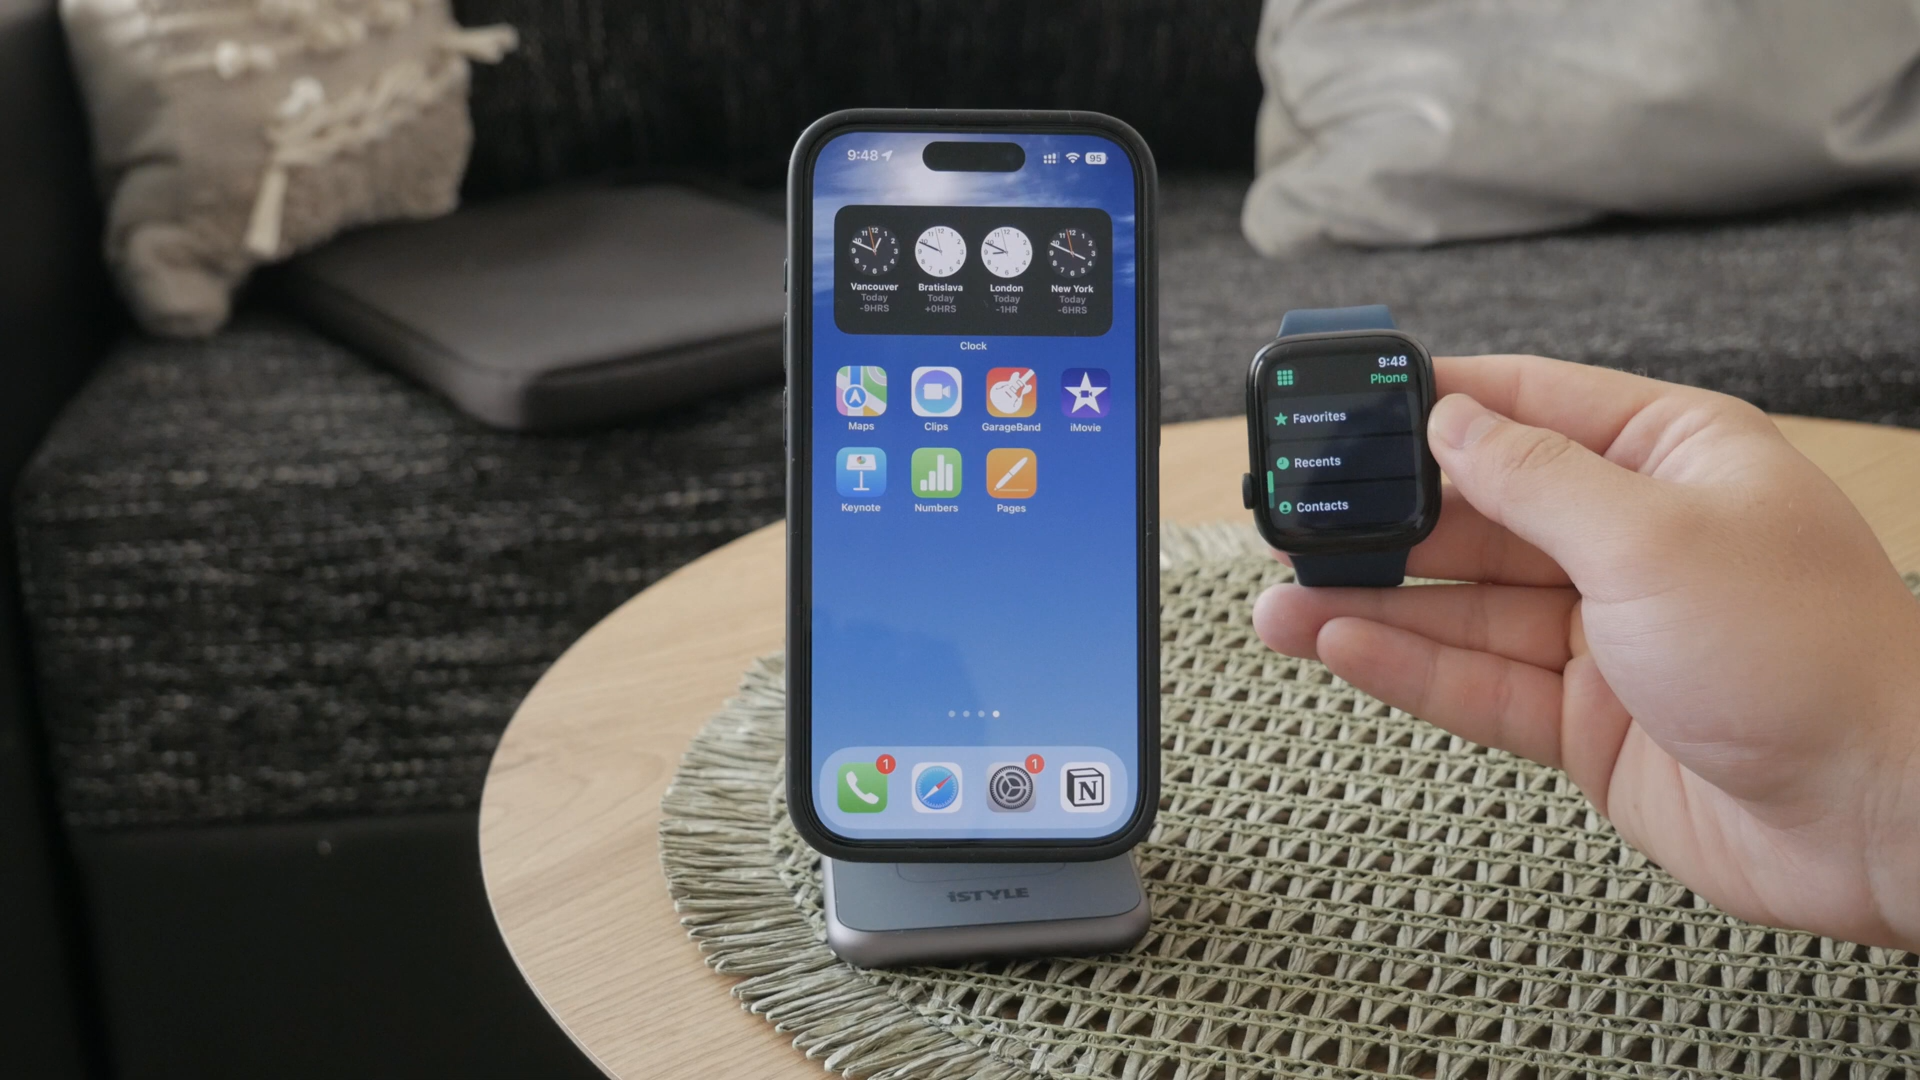 9:48
95
Vancouver
Today
-9HRS
Bratislava
Today
+0HRS
London
Today
-1HR
New York
Today
-6HRS
Clock
Maps
Clips
GarageBand
iMovie
Keynote
Numbers
Pages
1
1
N
iSTYLE
9:48
Phone
Favorites
Recents
Contacts